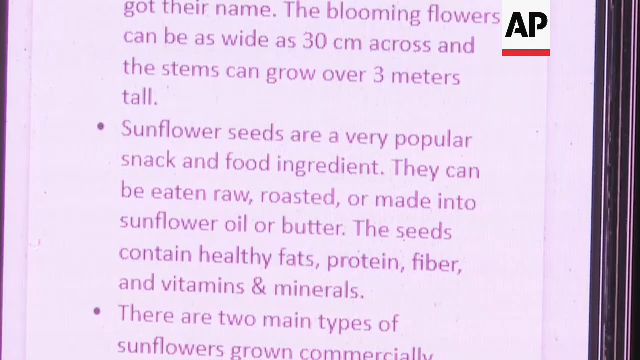 got their name. The blooming flowers
can be as wide as 30 cm across and
the stems can grow over 3 meters
tall.
• Sunflower seeds are a very popular
snack and food ingredient. They can
be eaten raw, roasted, or made into
sunflower oil or butter. The seeds
contain healthy fats, protein, fiber,
and vitamins & minerals.
• There are two main types of
sunflowers grown commercially
AP